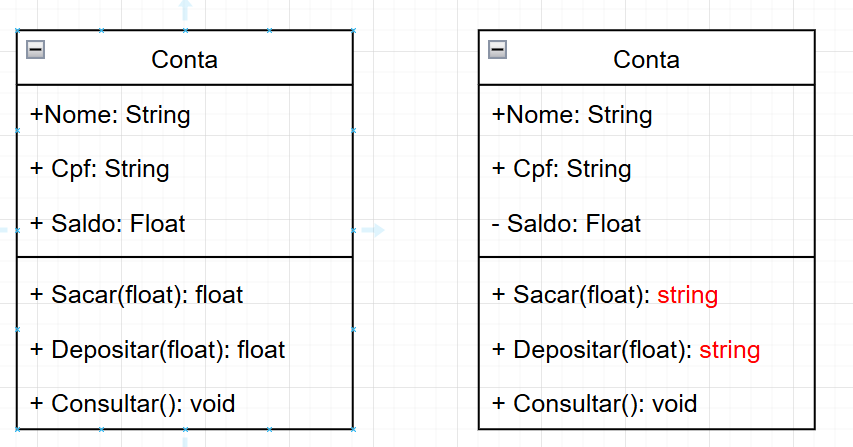 Conta
+Nome: String
+ Cpf: String
+ Saldo: Float
+ Sacar(float): float
+ Depositar(float): float
+ Consultar(): void
Conta
+Nome: String
+ Cpf: String
- Saldo: Float
+ Sacar(float): string
+ Depositar(float): string
+ Consultar(): void